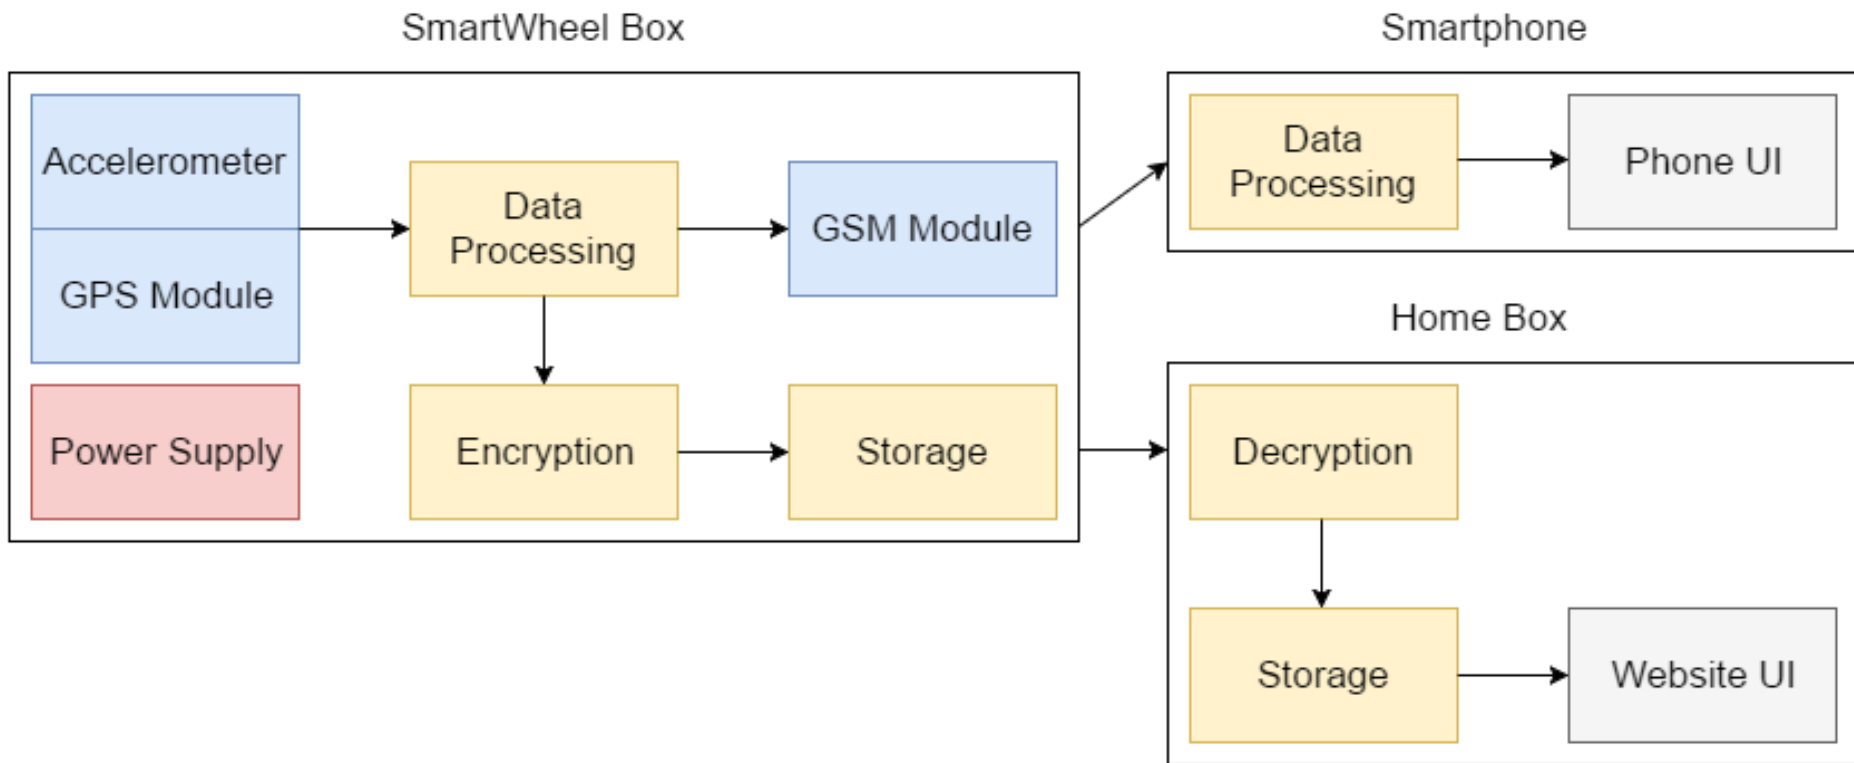 SmartWheel Box
Accelerometer
GPS Module
Power Supply
Data
Processing
GSM Module
Encryption
Storage
Smartphone
Data
Processing
Phone UI
Home Box
Decryption
Storage
Website UI